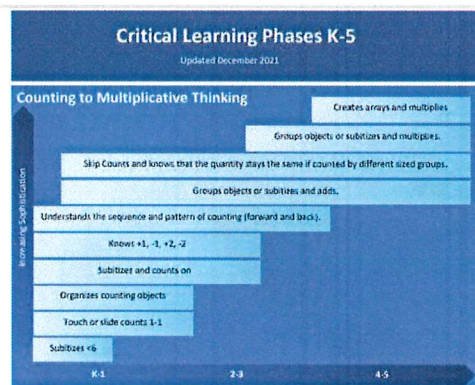 Critical Learning Phases K-5
Updated December 2021
Counting to Multiplicative Thinking
Creates arrays and multiplies
Groups objects or subitizes and multiplies.
Skip Counts and knows that the quantity stays the same if counted by different sized groups.
Groups objects or subitizes and adds.
Understands the sequence and pattern of counting (forward and back).
Knows +1, -1, +2, -2
Subitizes and counts on
Organizes counting objects
Touch or slide counts 1-1
Subitizes <6
Increasing Sophistication
K-1
2-3
4-5